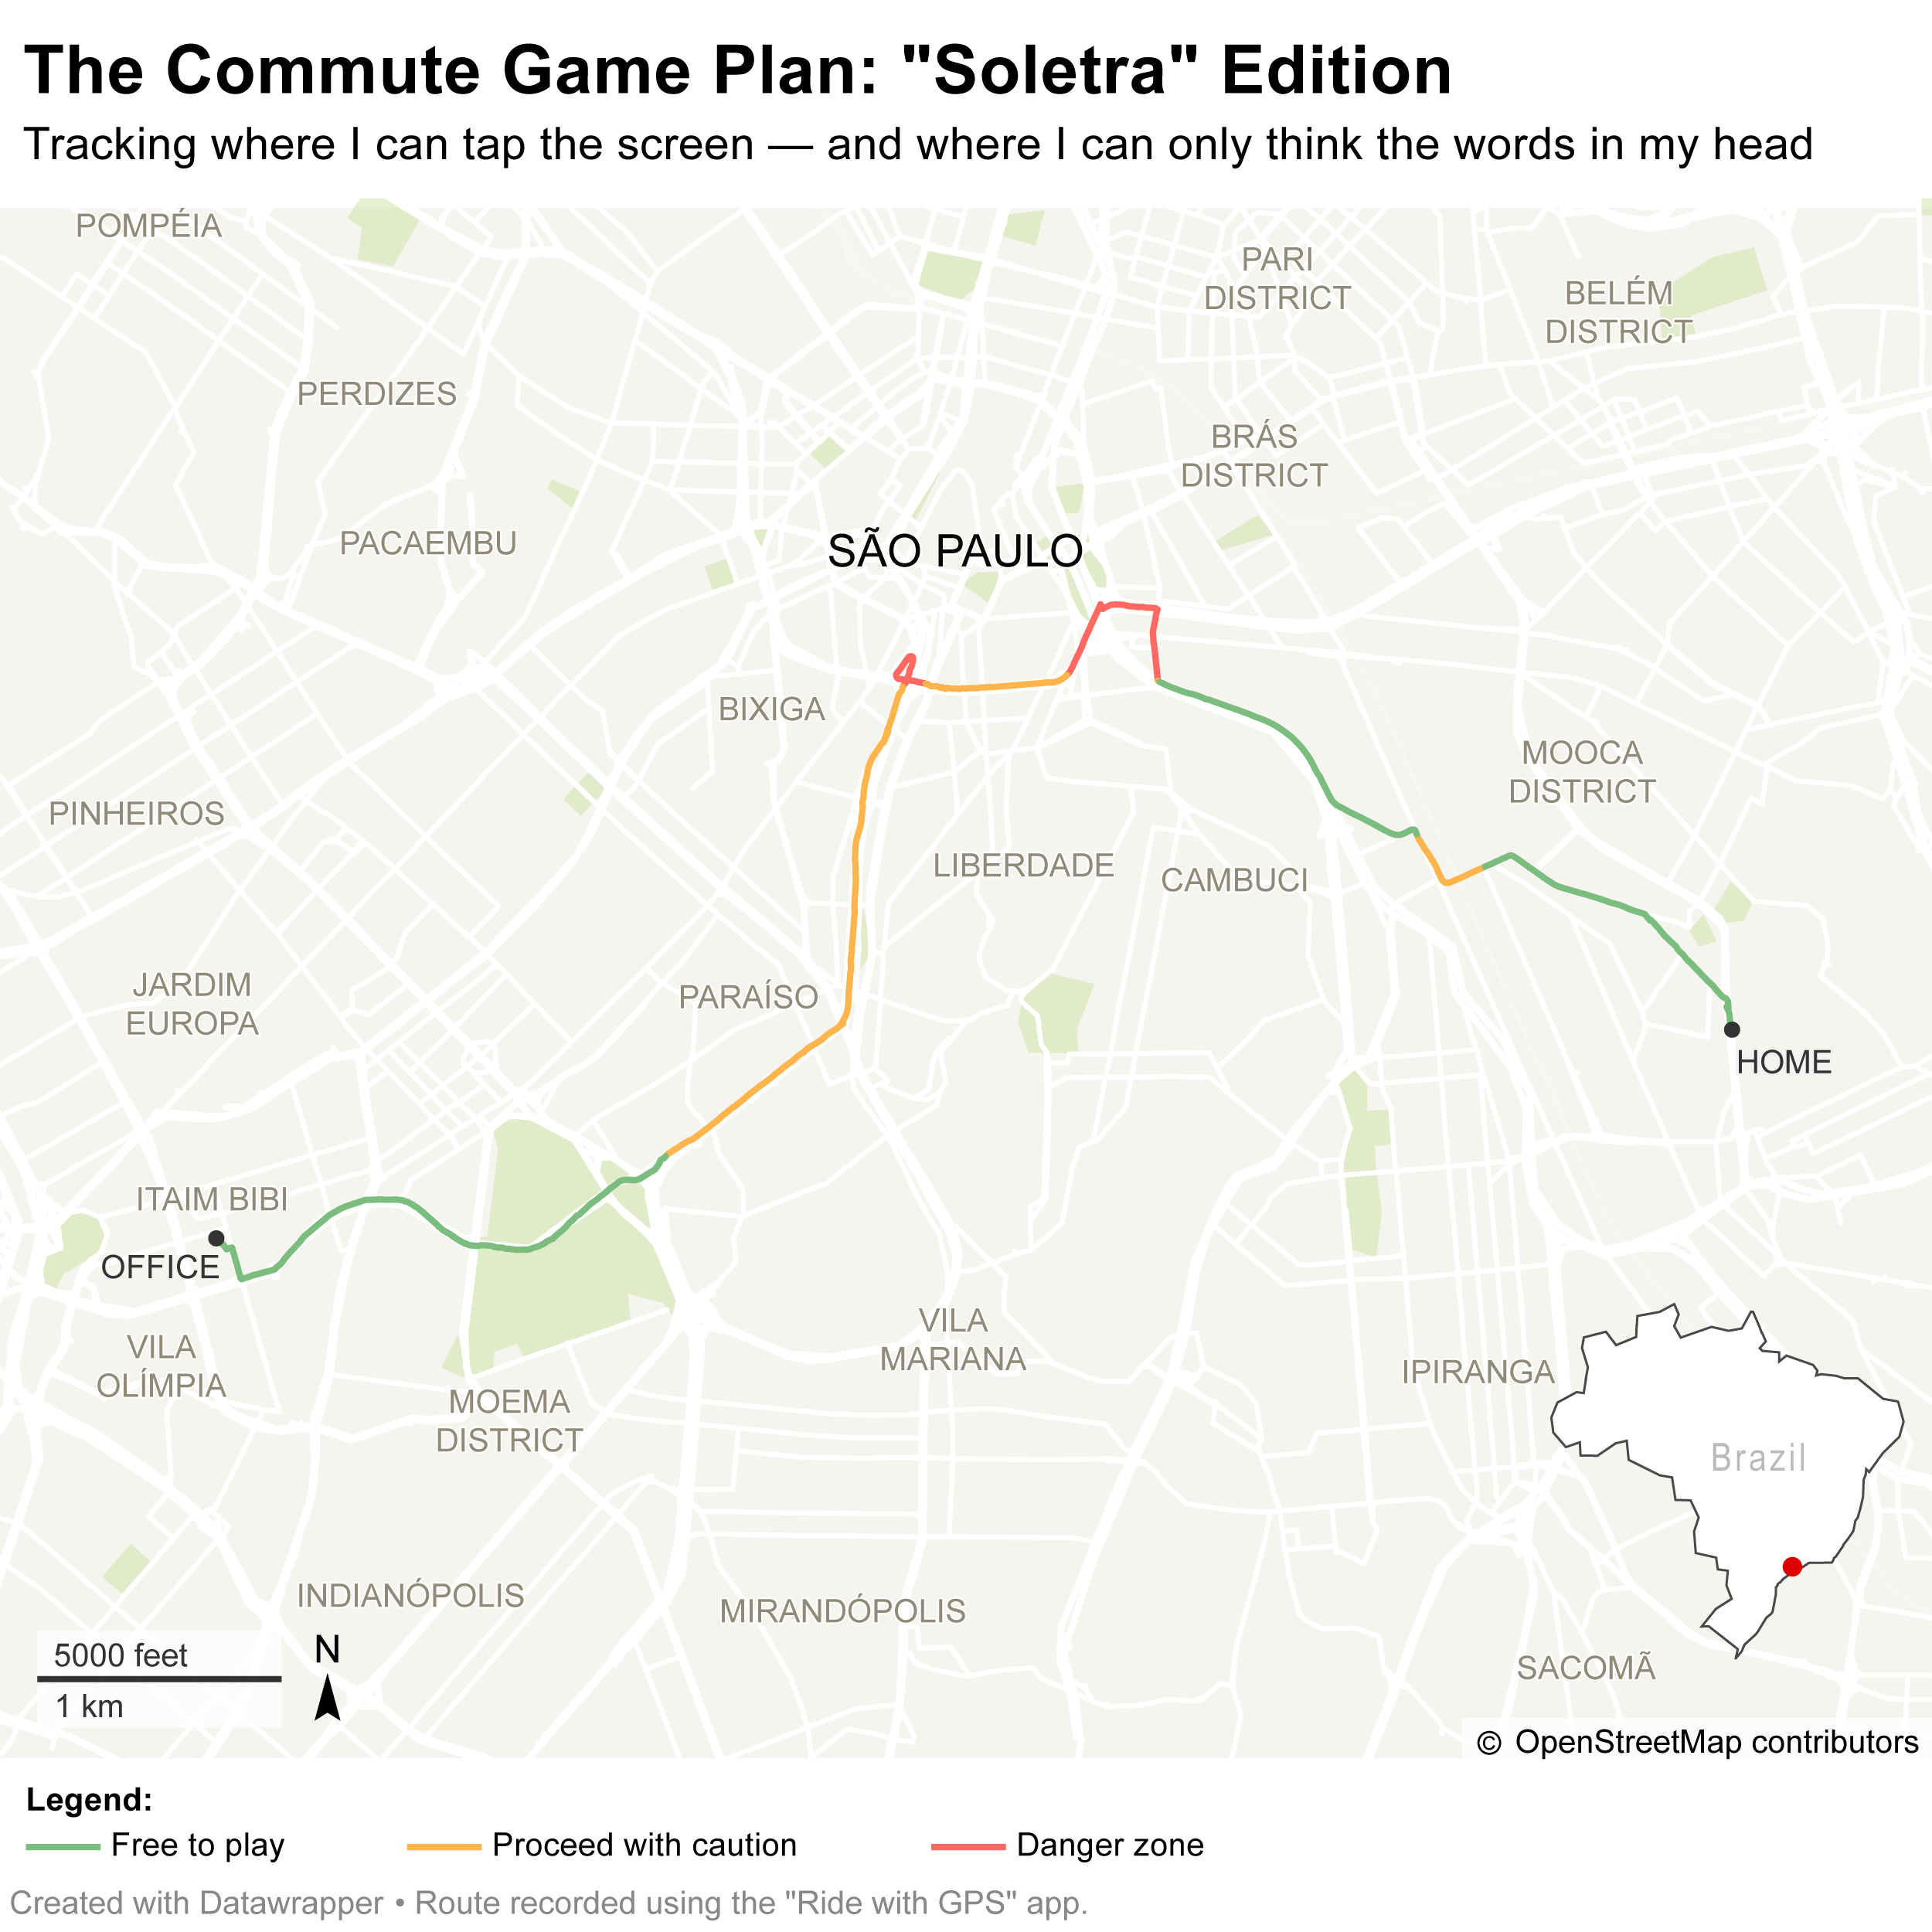 The Commute Game Plan: "Soletra" Edition
Tracking where I can tap the screen — and where I can only think the words in my head
POMPÉIA
PARI
DISTRICT
BELÉM
DISTRICT
PERDIZES
BRÁS
DISTRICT
PACAEMBU
SÃO PAULO
BIXIGA
MOOCA
DISTRICT
PINHEIROS
LIBERDADE
CAMBUCI
JARDIM
EUROPA
PARAÍSO
HOME
ITAIM BIBI
OFFICE
VILA
OLÍMPIA
VILA
MARIANA
IPIRANGA
MOEMA
DISTRICT
Brazil
INDIANÓPOLIS
MIRANDÓPOLIS
SACOMÃ
5000 feet
1 km
N
© OpenStreetMap contributors
Legend:
Free to play
Proceed with caution
Danger zone
Created with Datawrapper • Route recorded using the "Ride with GPS" app.